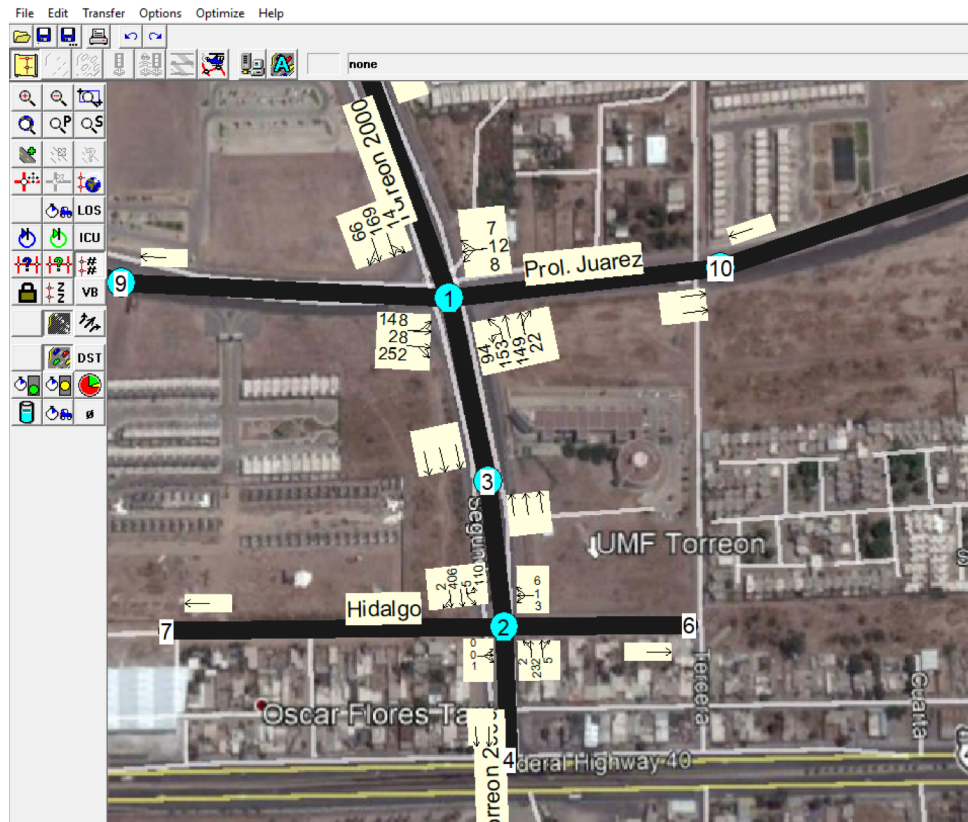 File Edit Transfer Options Optimize Help
none
P S
LOS
ICU
# #
Z Z VB
DST
ø
Torreon 2000
66 169 14
7
12
8
Prol. Juarez
10
9
1
148
28
252
94 153 149 22
3
UMF Torreon
2 406 5 110
6
1
3
Hidalgo
7
2
6
0
0
1
2 232 5
Tercera
Cuarta
Oscar Flores Ta
4
deral Highway 40